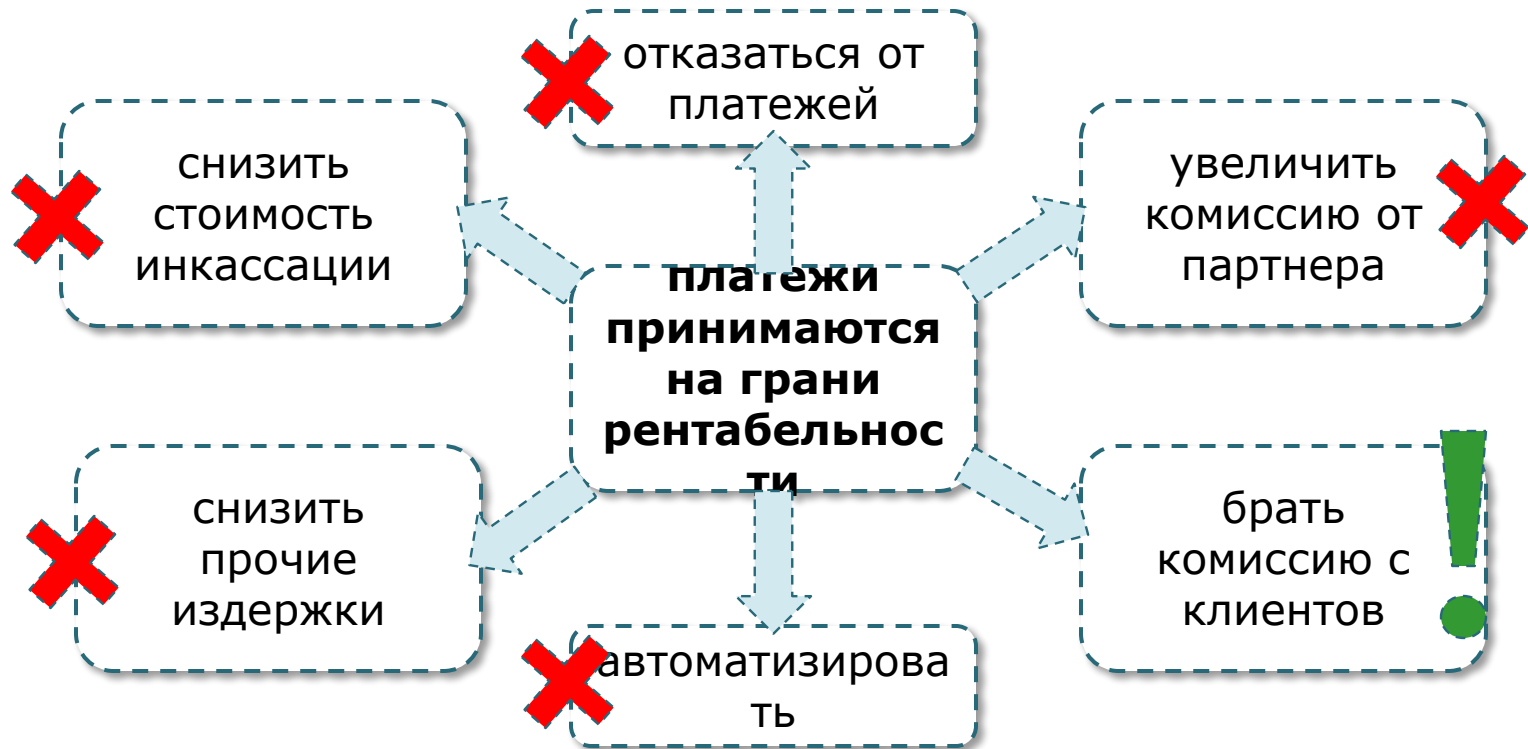 отказаться от
платежей
снизить
стоимость
инкассации
увеличить
комиссию от
партнера
платежи
принимаются
на грани
рентабельнос
ти
снизить
прочие
издержки
брать
комиссию с
клиентов
автоматизирова
ть